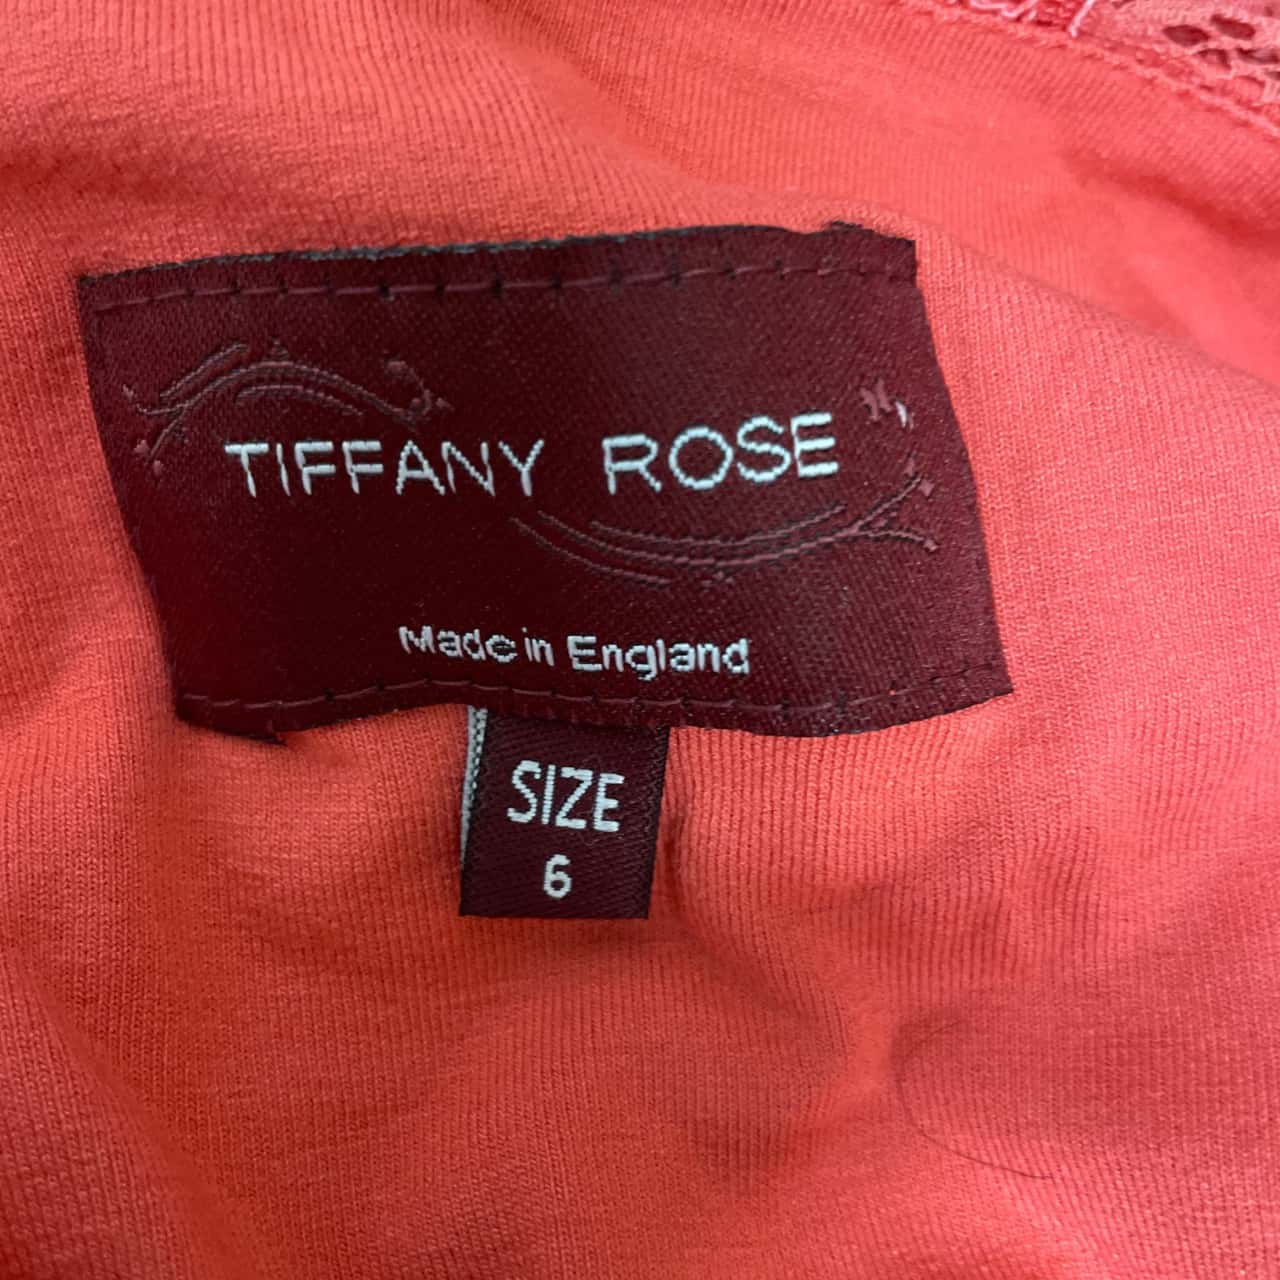 TIFFANY ROSE
Made in England
SIZE
6